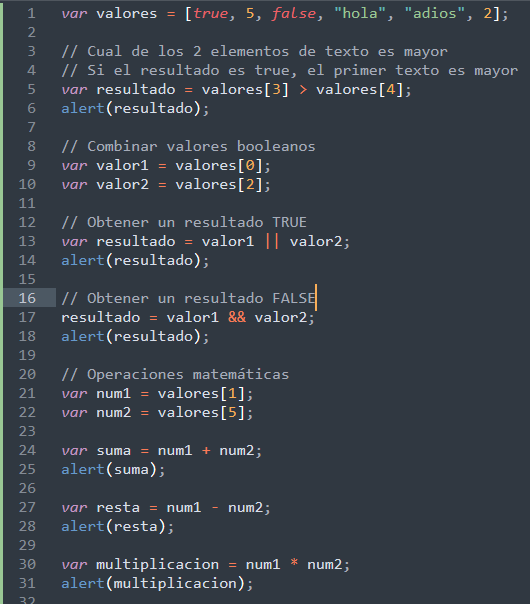 1 var valores = [true, 5, false, "hola", "adios", 2];
2
3 // Cual de los 2 elementos de texto es mayor
4 // Si el resultado es true, el primer texto es mayor
5 var resultado = valores[3] > valores[4];
6 alert(resultado);
7
8 // Combinar valores booleanos
9 var valor1 = valores[0];
10 var valor2 = valores[2];
11
12 // Obtener un resultado TRUE
13 var resultado = valor1 || valor2;
14 alert(resultado);
15
16 // Obtener un resultado FALSE
17 resultado = valor1 && valor2;
18 alert(resultado);
19
20 // Operaciones matemáticas
21 var num1 = valores[1];
22 var num2 = valores[5];
23
24 var suma = num1 + num2;
25 alert(suma);
26
27 var resta = num1 - num2;
28 alert(resta);
29
30 var multiplicacion = num1 * num2;
31 alert(multiplicacion);
32